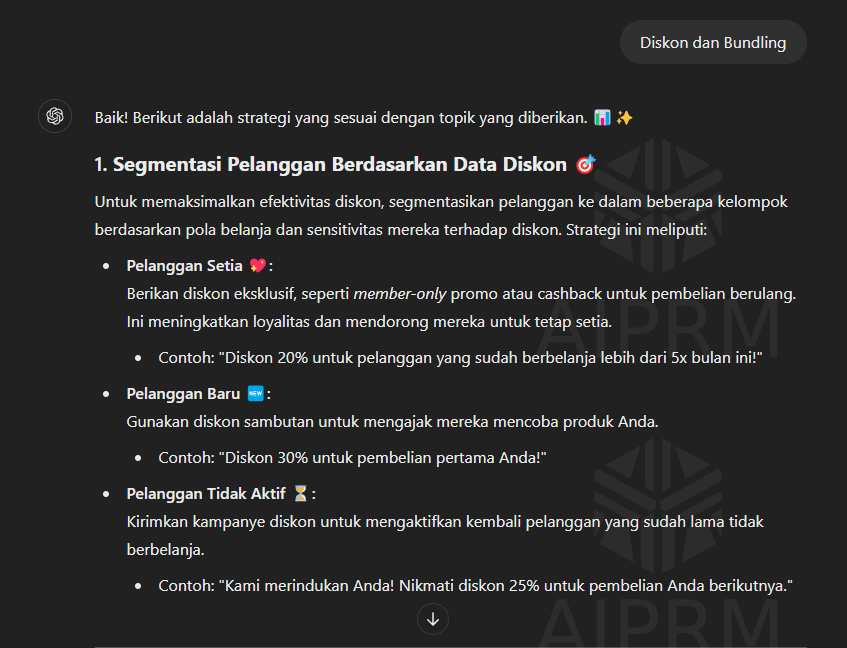 Diskon dan Bundling
Baik! Berikut adalah strategi yang sesuai dengan topik yang diberikan. 📊 ✨
1. Segmentasi Pelanggan Berdasarkan Data Diskon 🎯
Untuk memaksimalkan efektivitas diskon, segmentasikan pelanggan ke dalam beberapa kelompok
berdasarkan pola belanja dan sensitivitas mereka terhadap diskon. Strategi ini meliputi:
• Pelanggan Setia 💖 :
Berikan diskon eksklusif, seperti member-only promo atau cashback untuk pembelian berulang.
Ini meningkatkan loyalitas dan mendorong mereka untuk tetap setia.
• Contoh: "Diskon 20% untuk pelanggan yang sudah berbelanja lebih dari 5x bulan ini!"
• Pelanggan Baru 🆕 :
Gunakan diskon sambutan untuk mengajak mereka mencoba produk Anda.
• Contoh: "Diskon 30% untuk pembelian pertama Anda!"
• Pelanggan Tidak Aktif ⏳ :
Kirimkan kampanye diskon untuk mengaktifkan kembali pelanggan yang sudah lama tidak
berbelanja.
• Contoh: "Kami merindukan Anda! Nikmati diskon 25% untuk pembelian Anda berikutnya."
AIPRM
AIPRM